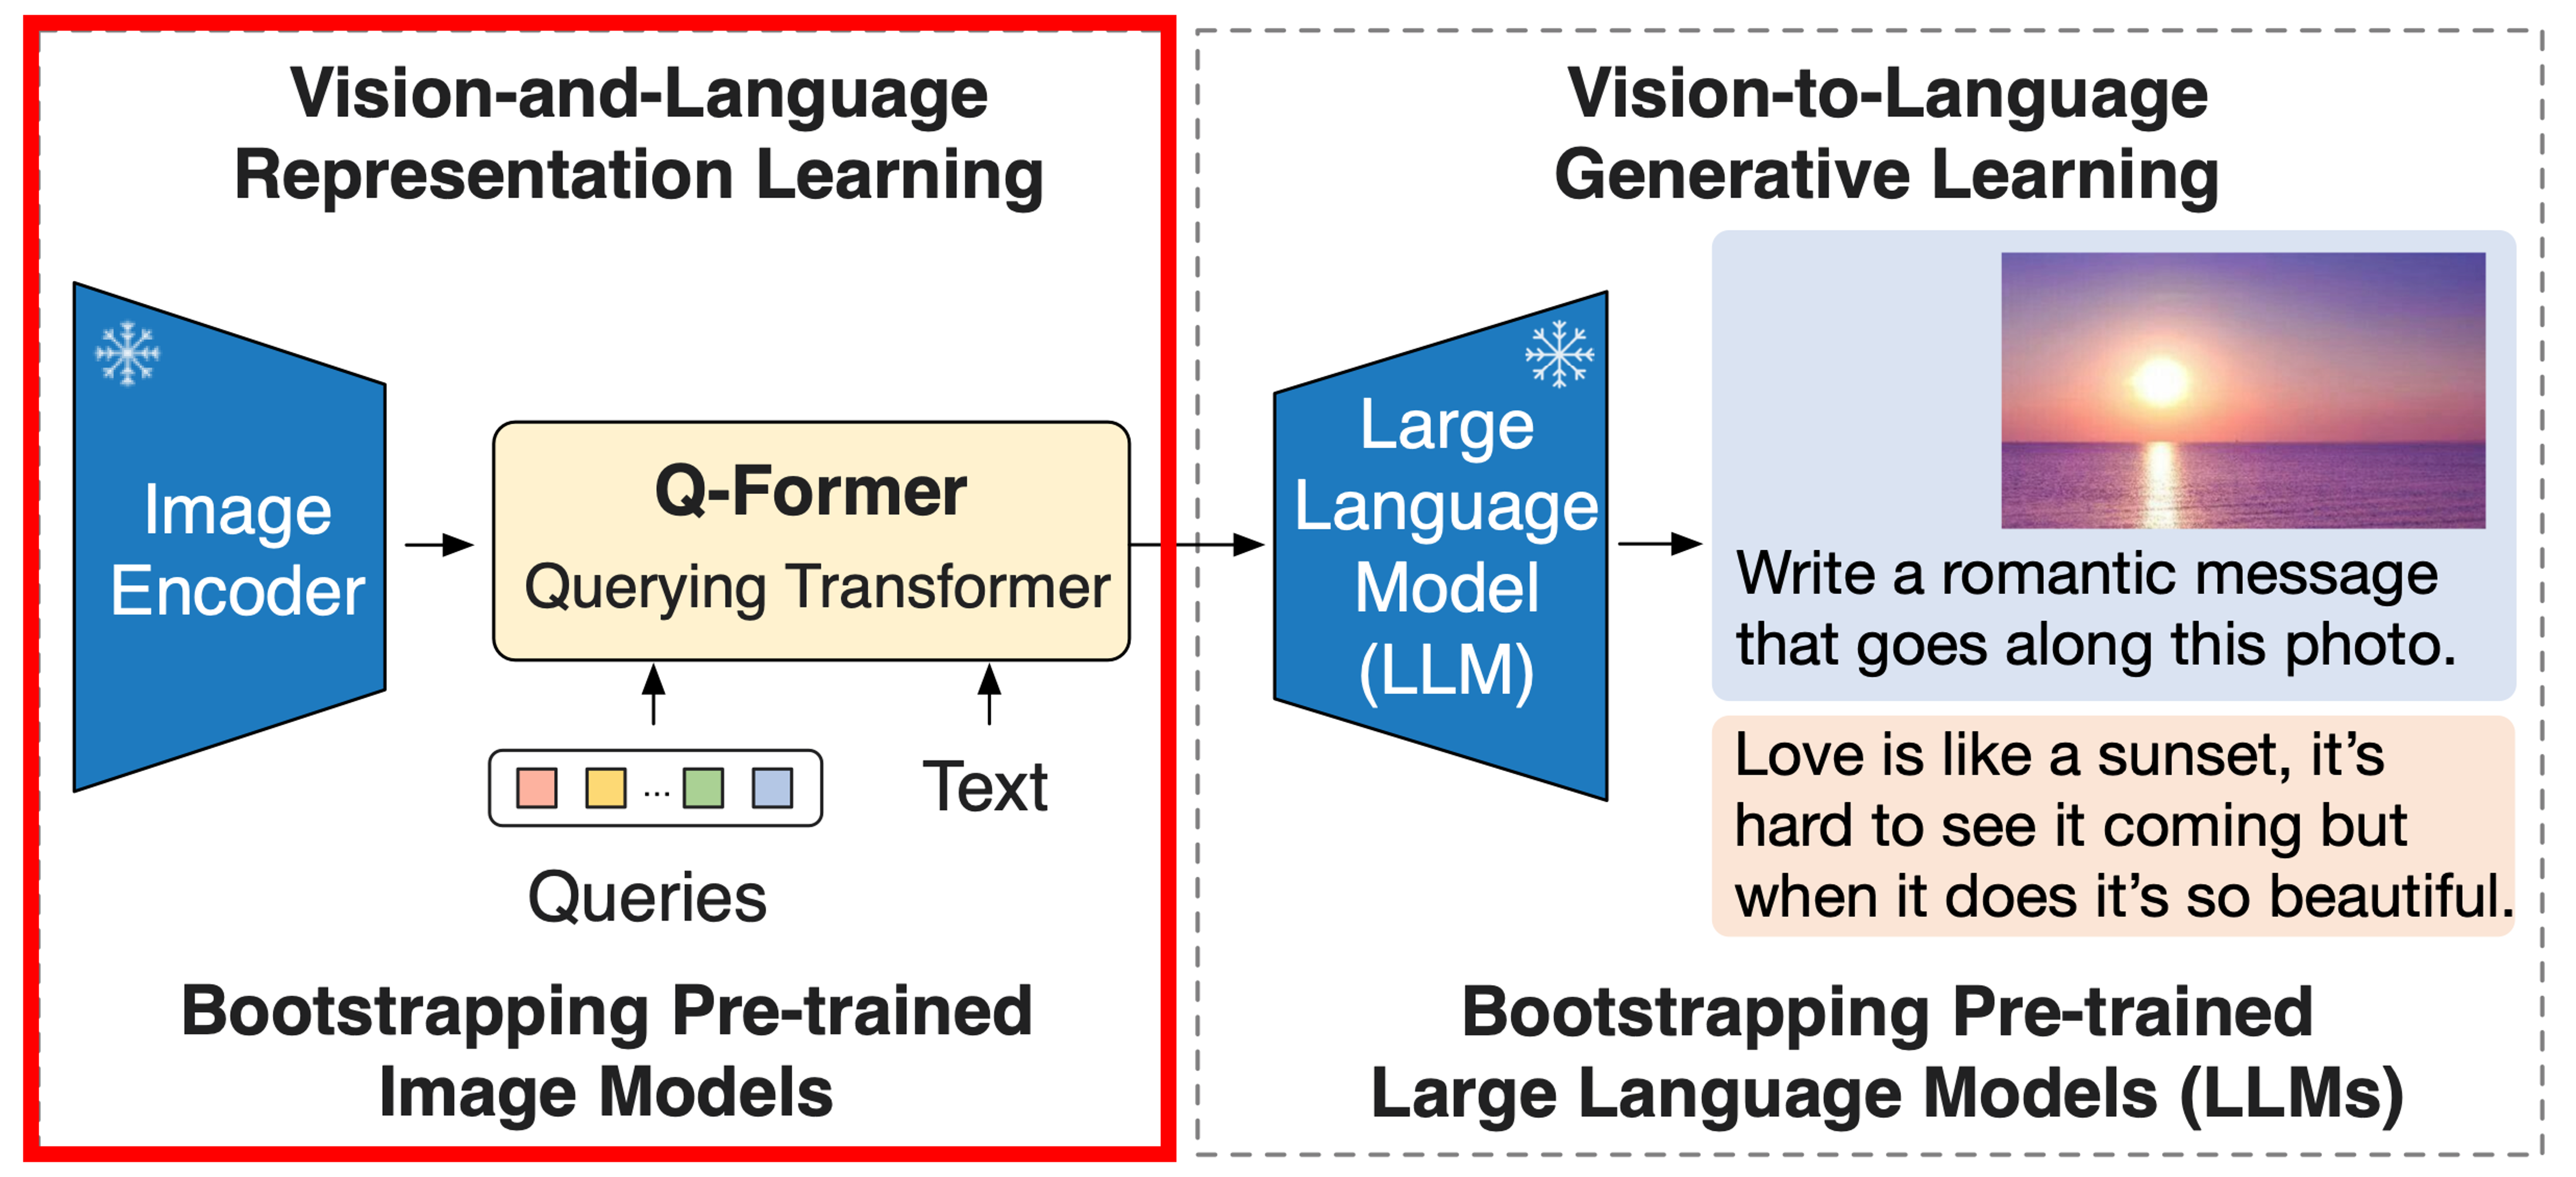 Vision-and-Language
Representation Learning
Image
Encoder
Q-Former
Querying Transformer
...
Queries
Text
Bootstrapping Pre-trained
Image Models
Vision-to-Language
Generative Learning
Large
Language
Model
(LLM)
Write a romantic message
that goes along this photo.
Love is like a sunset, it’s
hard to see it coming but
when it does it’s so beautiful.
Bootstrapping Pre-trained
Large Language Models (LLMs)